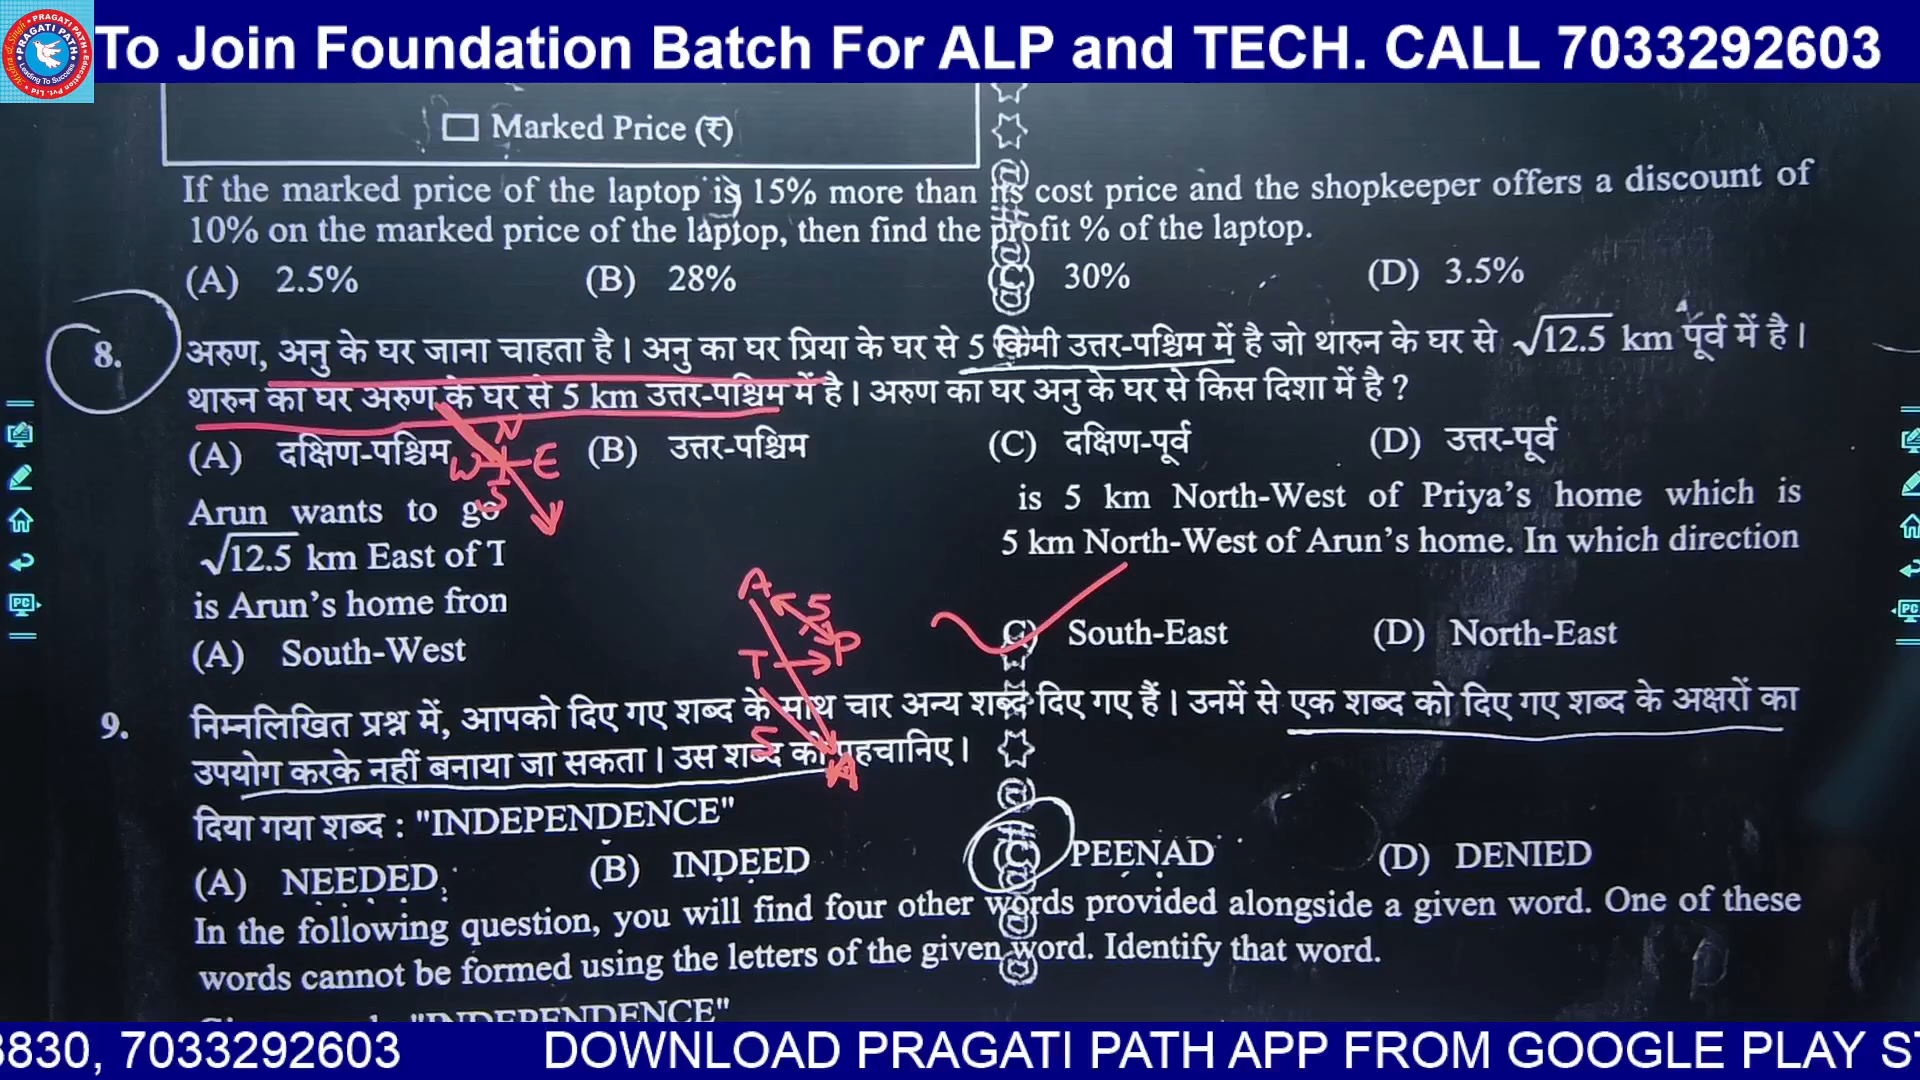 To Join Foundation Batch For ALP and TECH. CALL 7033292603
PRAGATI PATH
Marked Price (₹)
If the marked price of the laptop is 15% more than its cost price and the shopkeeper offers a discount of
10% on the marked price of the laptop, then find the profit % of the laptop.
(A) 2.5% (B) 28% (C) 30% (D) 3.5%
8. अरुण, अनु के घर जाना चाहता है। अनु का घर प्रिया के घर से 5 किमी उत्तर-पश्चिम में है जो थारुन के घर से √12.5 km पूर्व में है।
थारुन का घर अरुण के घर से 5 km उत्तर-पश्चिम में है। अरुण का घर अनु के घर से किस दिशा में है ?
(A) दक्षिण-पश्चिम (B) उत्तर-पश्चिम (C) दक्षिण-पूर्व (D) उत्तर-पूर्व
N
W E
S
Arun wants to go is 5 km North-West of Priya's home which is
√12.5 km East of T 5 km North-West of Arun's home. In which direction
is Arun's home fron
A 5 P
T
5
A
(A) South-West (C) South-East (D) North-East
9. निम्नलिखित प्रश्न में, आपको दिए गए शब्द के साथ चार अन्य शब्द दिए गए हैं। उनमें से एक शब्द को दिए गए शब्द के अक्षरों का
उपयोग करके नहीं बनाया जा सकता। उस शब्द को पहचानिए।
दिया गया शब्द : "INDEPENDENCE"
(A) NEEDED (B) INDEED (C) PEENAD (D) DENIED
In the following question, you will find four other words provided alongside a given word. One of these
words cannot be formed using the letters of the given word. Identify that word.
"INDEPENDENCE"
8830, 7033292603 DOWNLOAD PRAGATI PATH APP FROM GOOGLE PLAY ST